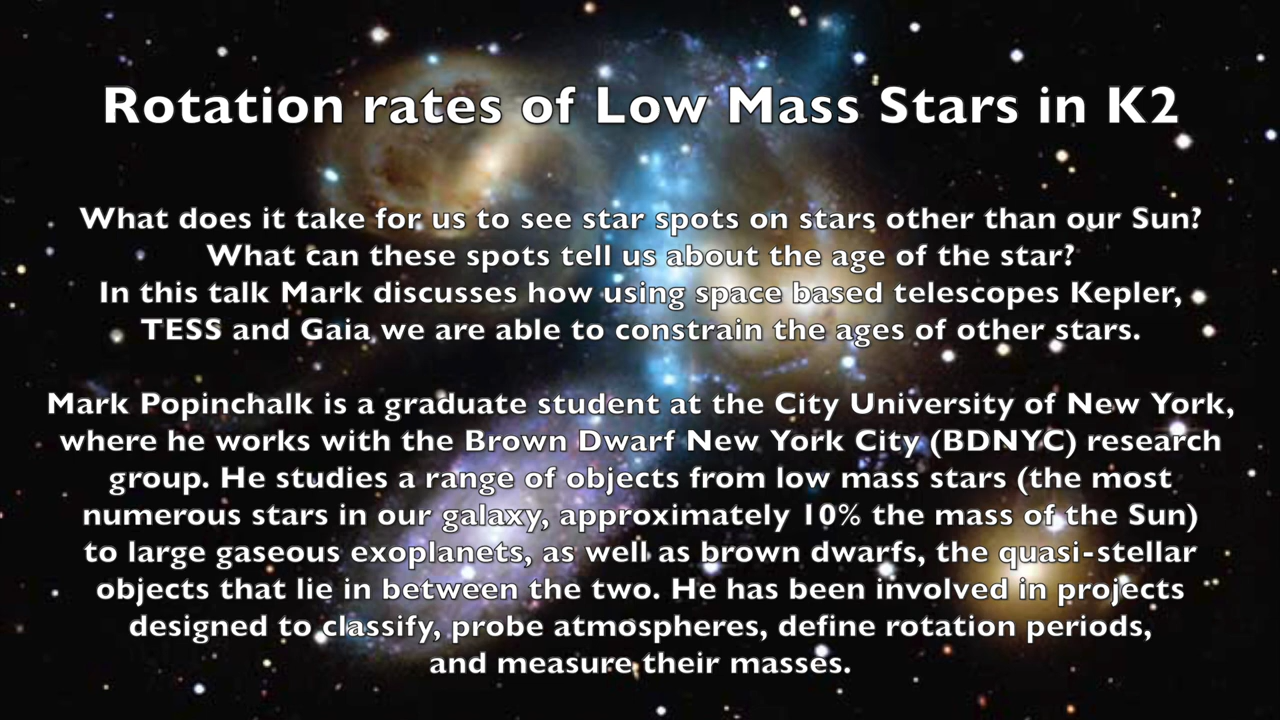 Rotation rates of Low Mass Stars in K2
What does it take for us to see star spots on stars other than our Sun?
What can these spots tell us about the age of the star?
In this talk Mark discusses how using space based telescopes Kepler,
TESS and Gaia we are able to constrain the ages of other stars.
Mark Popinchalk is a graduate student at the City University of New York,
where he works with the Brown Dwarf New York City (BDNYC) research
group. He studies a range of objects from low mass stars (the most
numerous stars in our galaxy, approximately 10% the mass of the Sun)
to large gaseous exoplanets, as well as brown dwarfs, the quasi-stellar
objects that lie in between the two. He has been involved in projects
designed to classify, probe atmospheres, define rotation periods,
and measure their masses.